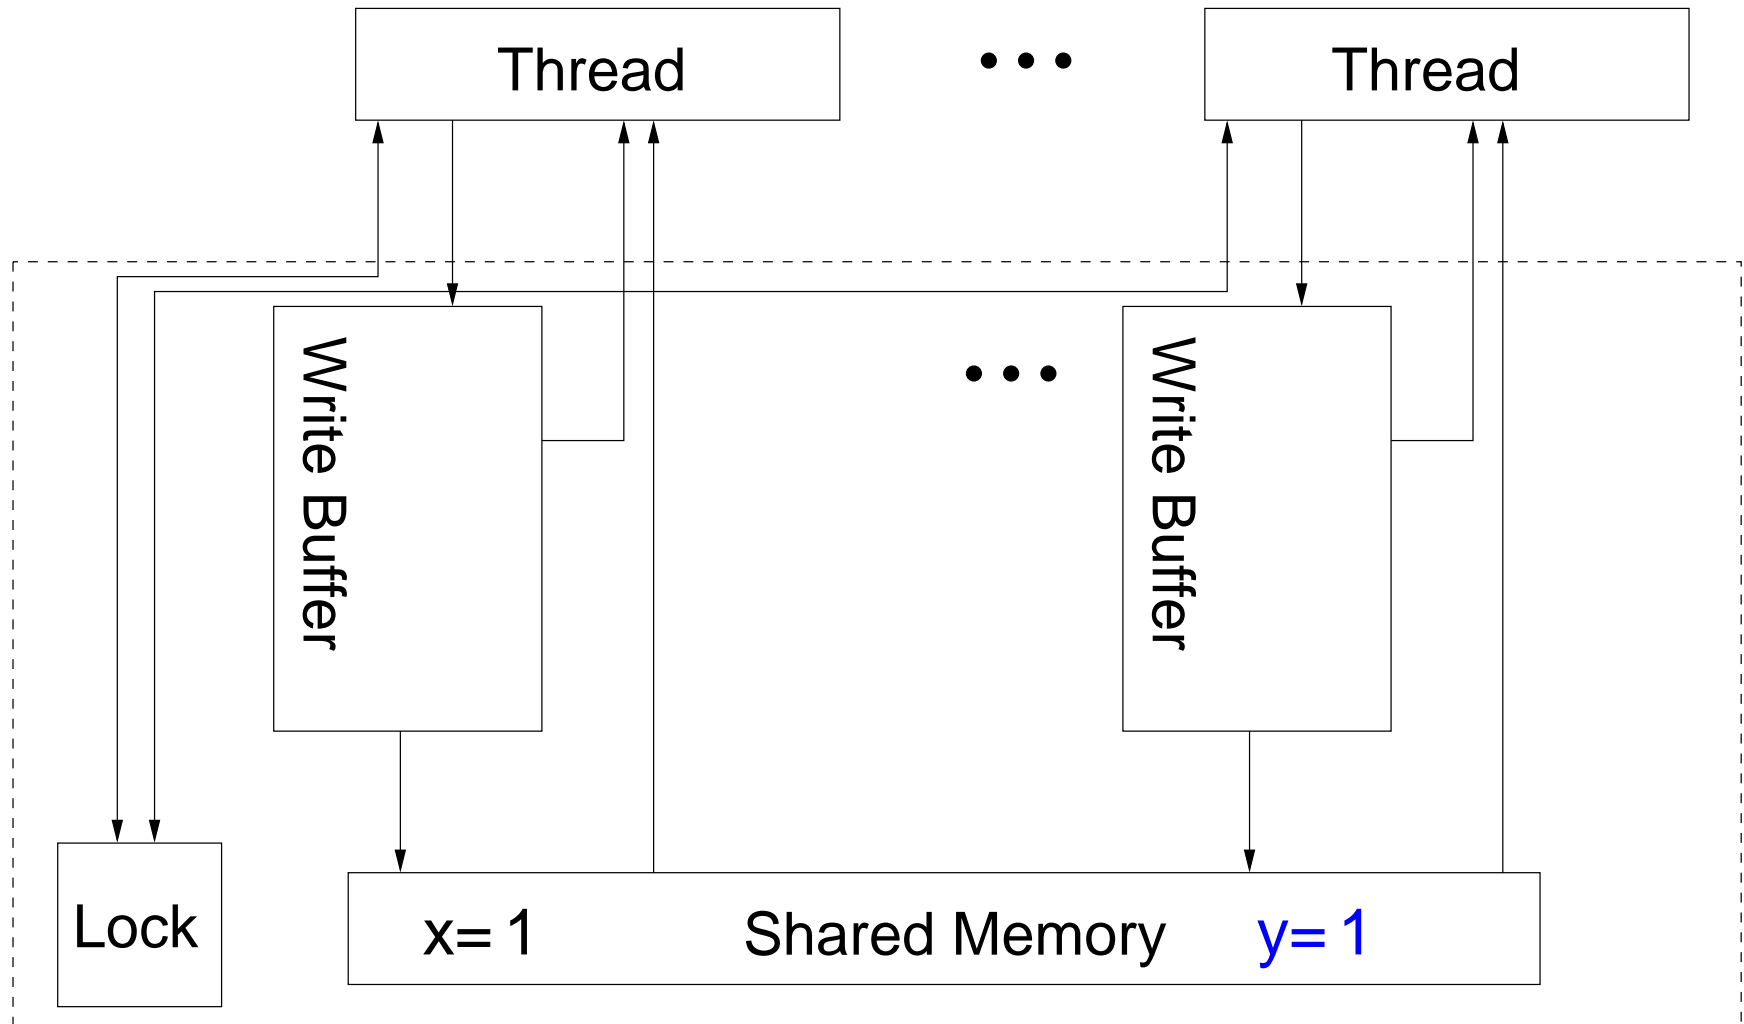 Thread
Thread
Write Buffer
Write Buffer
Lock
x= 1
Shared Memory
y= 1